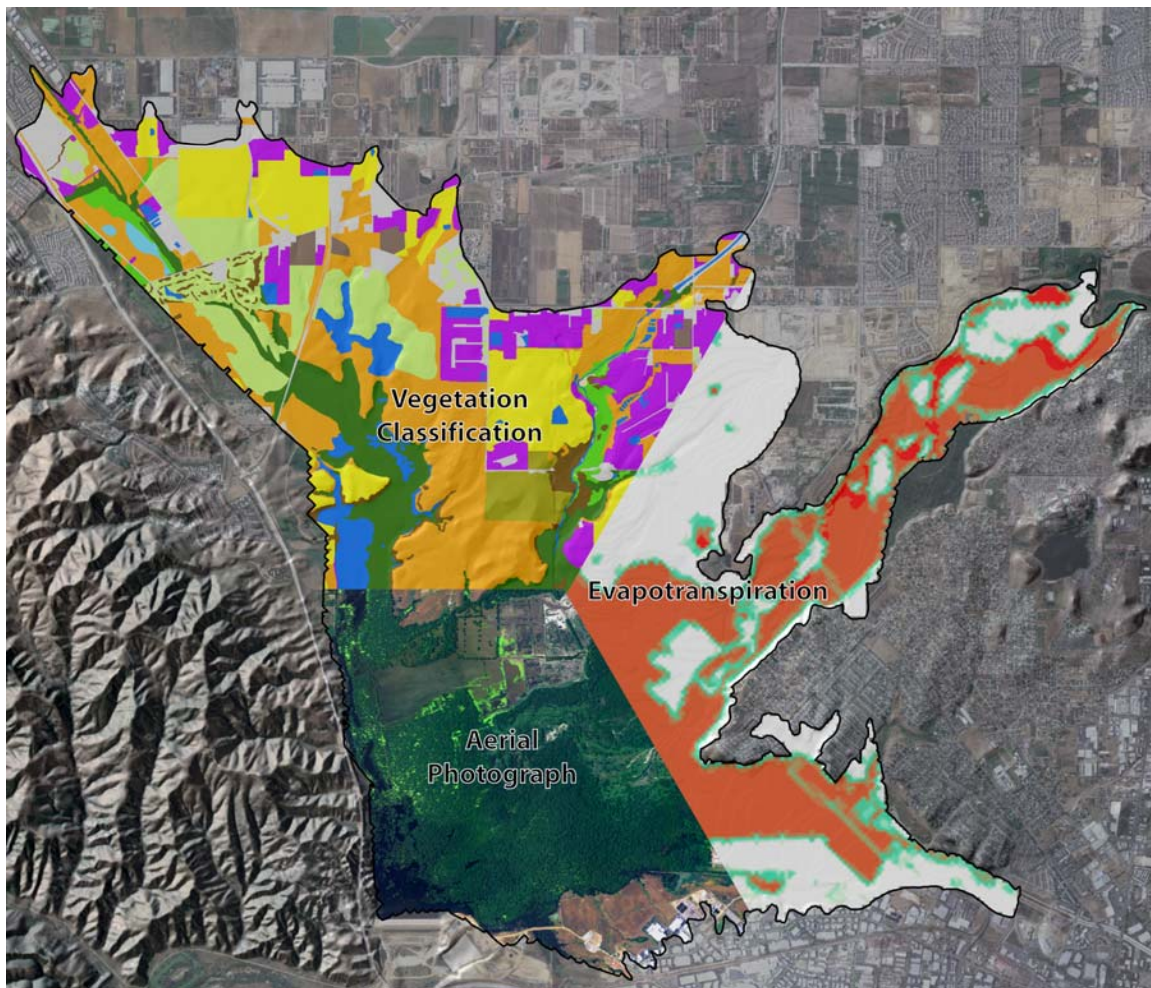 Vegetation
Classification
Evapotranspiration
Aerial
Photograph